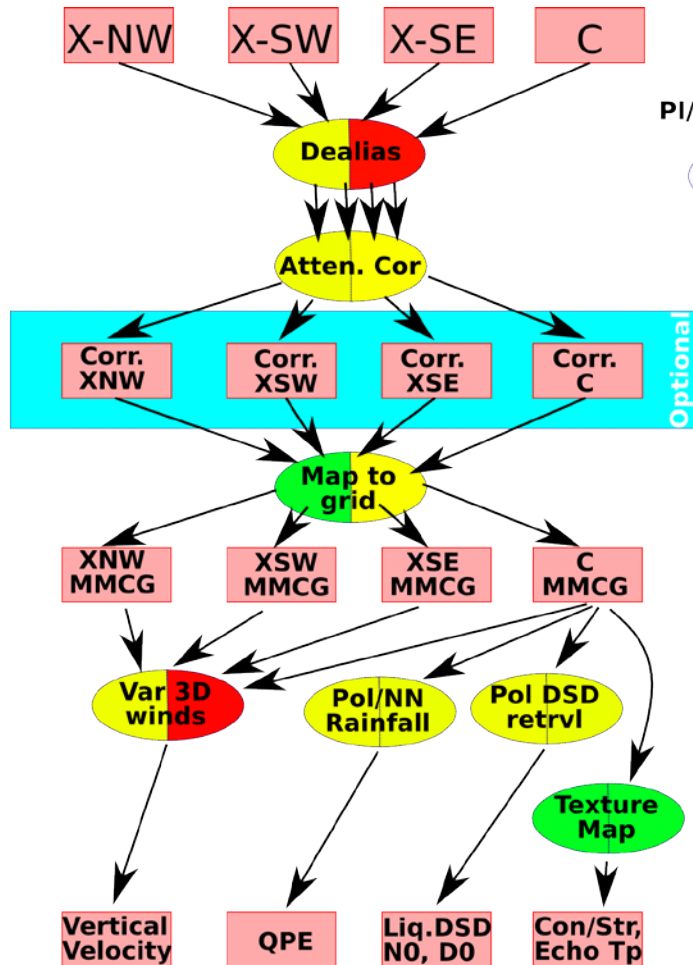 X-NW
X-SW
X-SE
C
PI/
Dealias
Atten. Cor
Corr.
XNW
Corr.
XSW
Corr.
XSE
Corr.
C
Optional
Map to
grid
XNW
MMCG
XSW
MMCG
XSE
MMCG
C
MMCG
Var 3D
winds
Pol/NN
Rainfall
Pol DSD
retrvl
Texture
Map
Vertical
Velocity
QPE
Liq.DSD
N0, D0
Con/Str,
Echo Tp